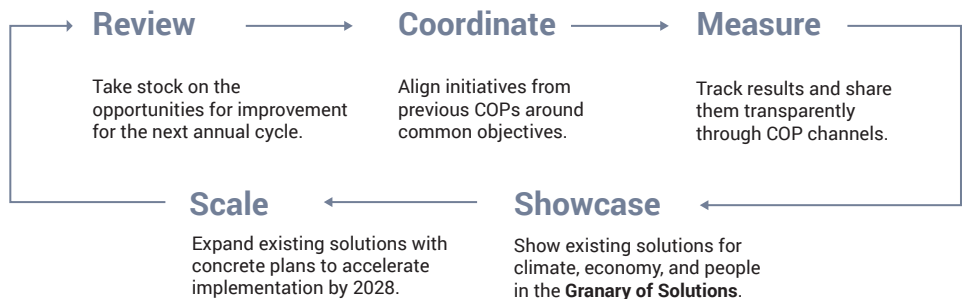 Review
Take stock on the
opportunities for improvement
for the next annual cycle.
Coordinate
Align initiatives from
previous COPs around
common objectives.
Measure
Track results and share
them transparently
through COP channels.
Showcase
Show existing solutions for
climate, economy, and people
in the Granary of Solutions.
Scale
Expand existing solutions with
concrete plans to accelerate
implementation by 2028.